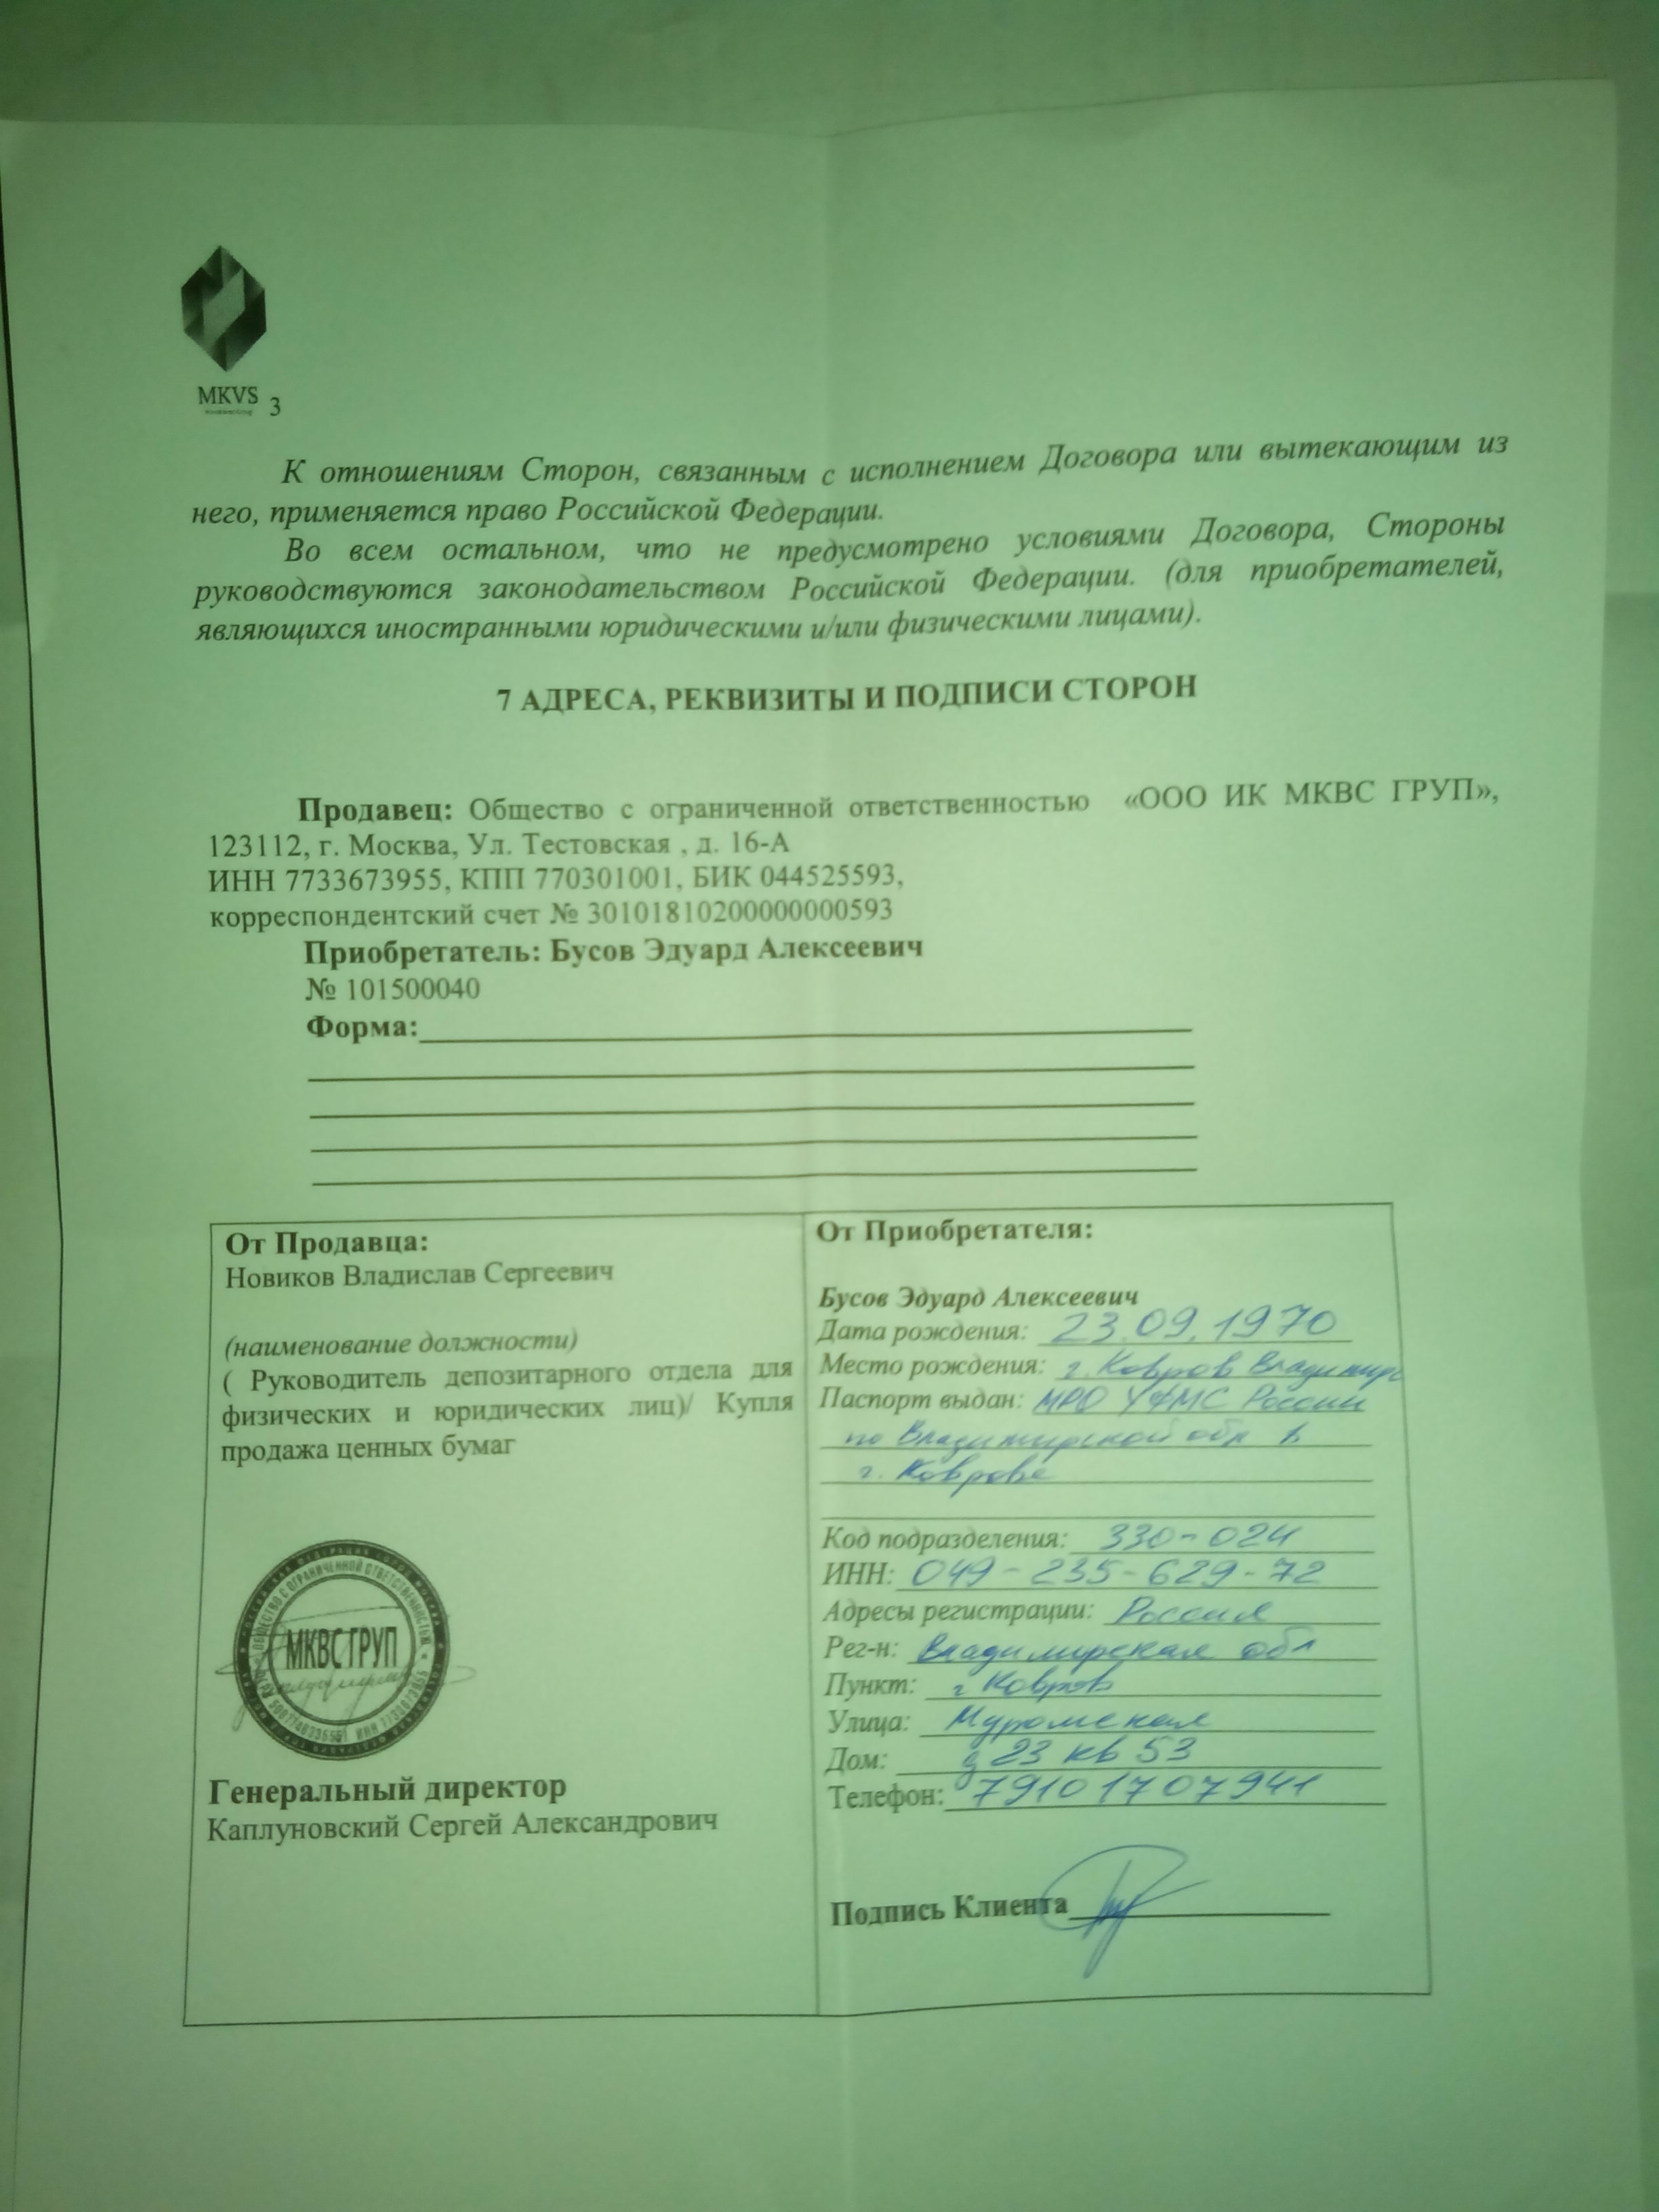 MKVS
3
К отношениям Сторон, связанным с исполнением Договора или вытекающим из
него, применяется право Российской Федерации.
Во всем остальном, что не предусмотрено условиями Договора, Стороны
руководствуются законодательством Российской Федерации. (для приобретателей,
являющихся иностранными юридическими и/или физическими лицами).
7 АДРЕСА, РЕКВИЗИТЫ И ПОДПИСИ СТОРОН
Продавец: Общество с ограниченной ответственностью «ООО ИК МКВС ГРУП»,
123112, г. Москва, Ул. Тестовская , д. 16-А
ИНН 7733673955, КПП 770301001, БИК 044525593,
корреспондентский счет № 30101810200000000593
Приобретатель: Бусов Эдуард Алексеевич
№ 101500040
Форма:
От Продавца:
Новиков Владислав Сергеевич
(наименование должности)
( Руководитель депозитарного отдела для
физических и юридических лиц)/ Купля
продажа ценных бумаг
ОБЩЕСТВО С ОГРАНИЧЕННОЙ ОТВЕТСТВЕННОСТЬЮ
МКВС ГРУП
Генеральный директор
Каплуновский Сергей Александрович
От Приобретателя:
Бусов Эдуард Алексеевич
Дата рождения: 23.09.1970
Место рождения: г. Ковров Владимирс
Паспорт выдан: МРО УФМС России
по Владимирской обл в
г. Коврове
Код подразделения: 330-024
ИНН: 049-235-629-72
Адресы регистрации: Россия
Рег-н: Владимирская обл
Пункт: г Ковров
Улица: Муромская
Дом: д 23 кв 53
Телефон: 79101707941
Подпись Клиента